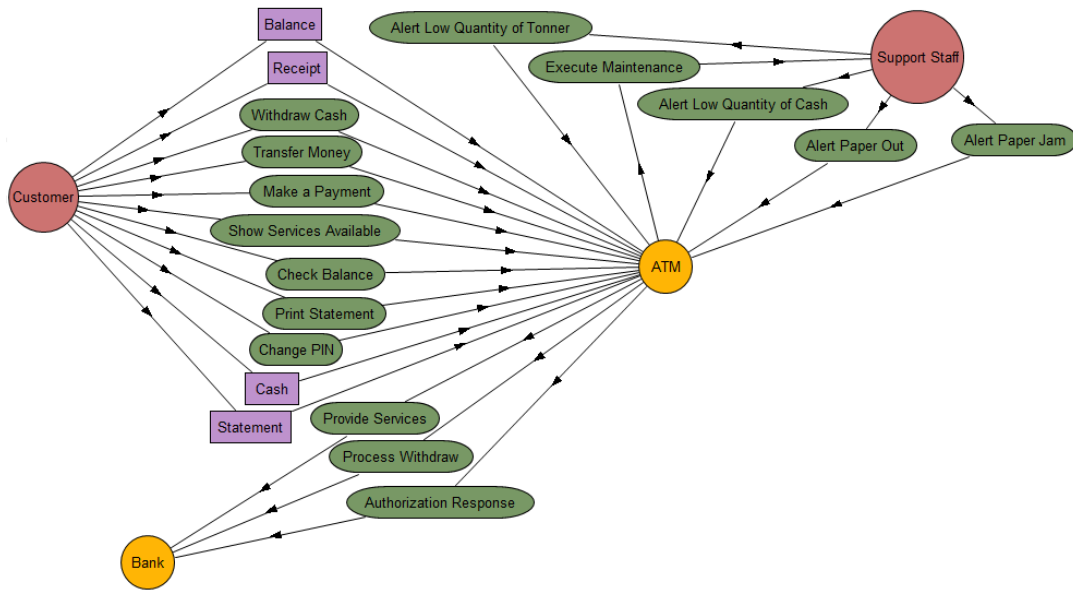 Balance
Alert Low Quantity of Tonner
Support Staff
Receipt
Execute Maintenance
Withdraw Cash
Alert Low Quantity of Cash
Transfer Money
Alert Paper Out
Alert Paper Jam
Customer
Make a Payment
Show Services Available
Check Balance
ATM
Print Statement
Change PIN
Cash
Statement
Provide Services
Process Withdraw
Authorization Response
Bank